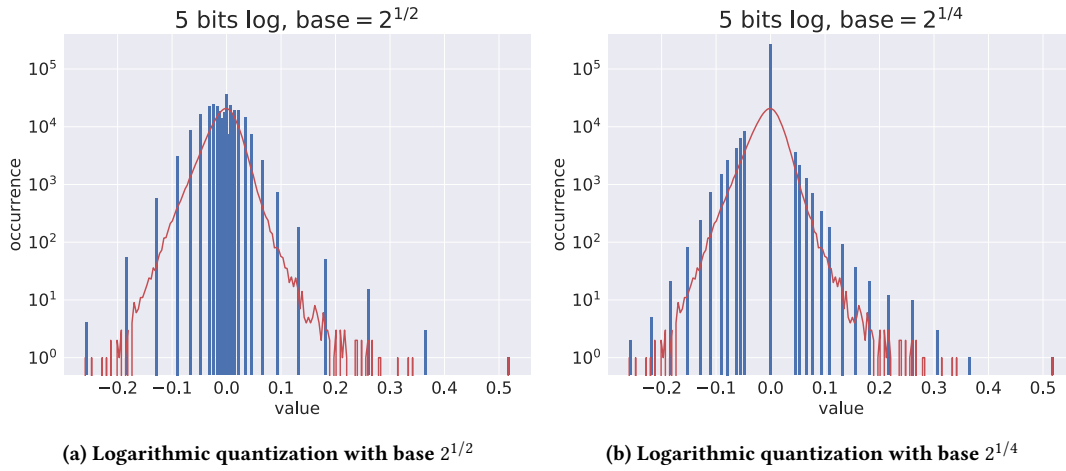 5 bits log, base = 2^{1/2}
10^5
10^4
10^3
10^2
10^1
10^0
occurrence
−0.2 −0.1 0.0 0.1 0.2 0.3 0.4 0.5
value
(a) Logarithmic quantization with base 2^{1/2}
5 bits log, base = 2^{1/4}
10^5
10^4
10^3
10^2
10^1
10^0
occurrence
−0.2 −0.1 0.0 0.1 0.2 0.3 0.4 0.5
value
(b) Logarithmic quantization with base 2^{1/4}